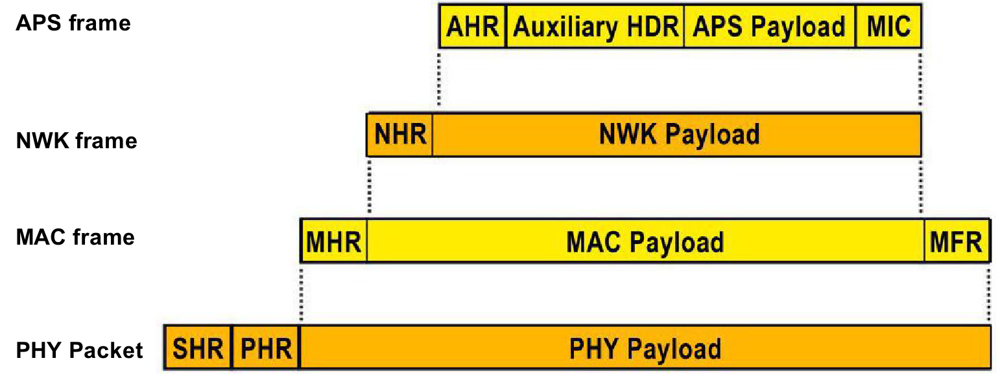 APS frame AHR Auxiliary HDR APS Payload MIC
NWK frame NHR NWK Payload
MAC frame MHR MAC Payload MFR
PHY Packet SHR PHR PHY Payload